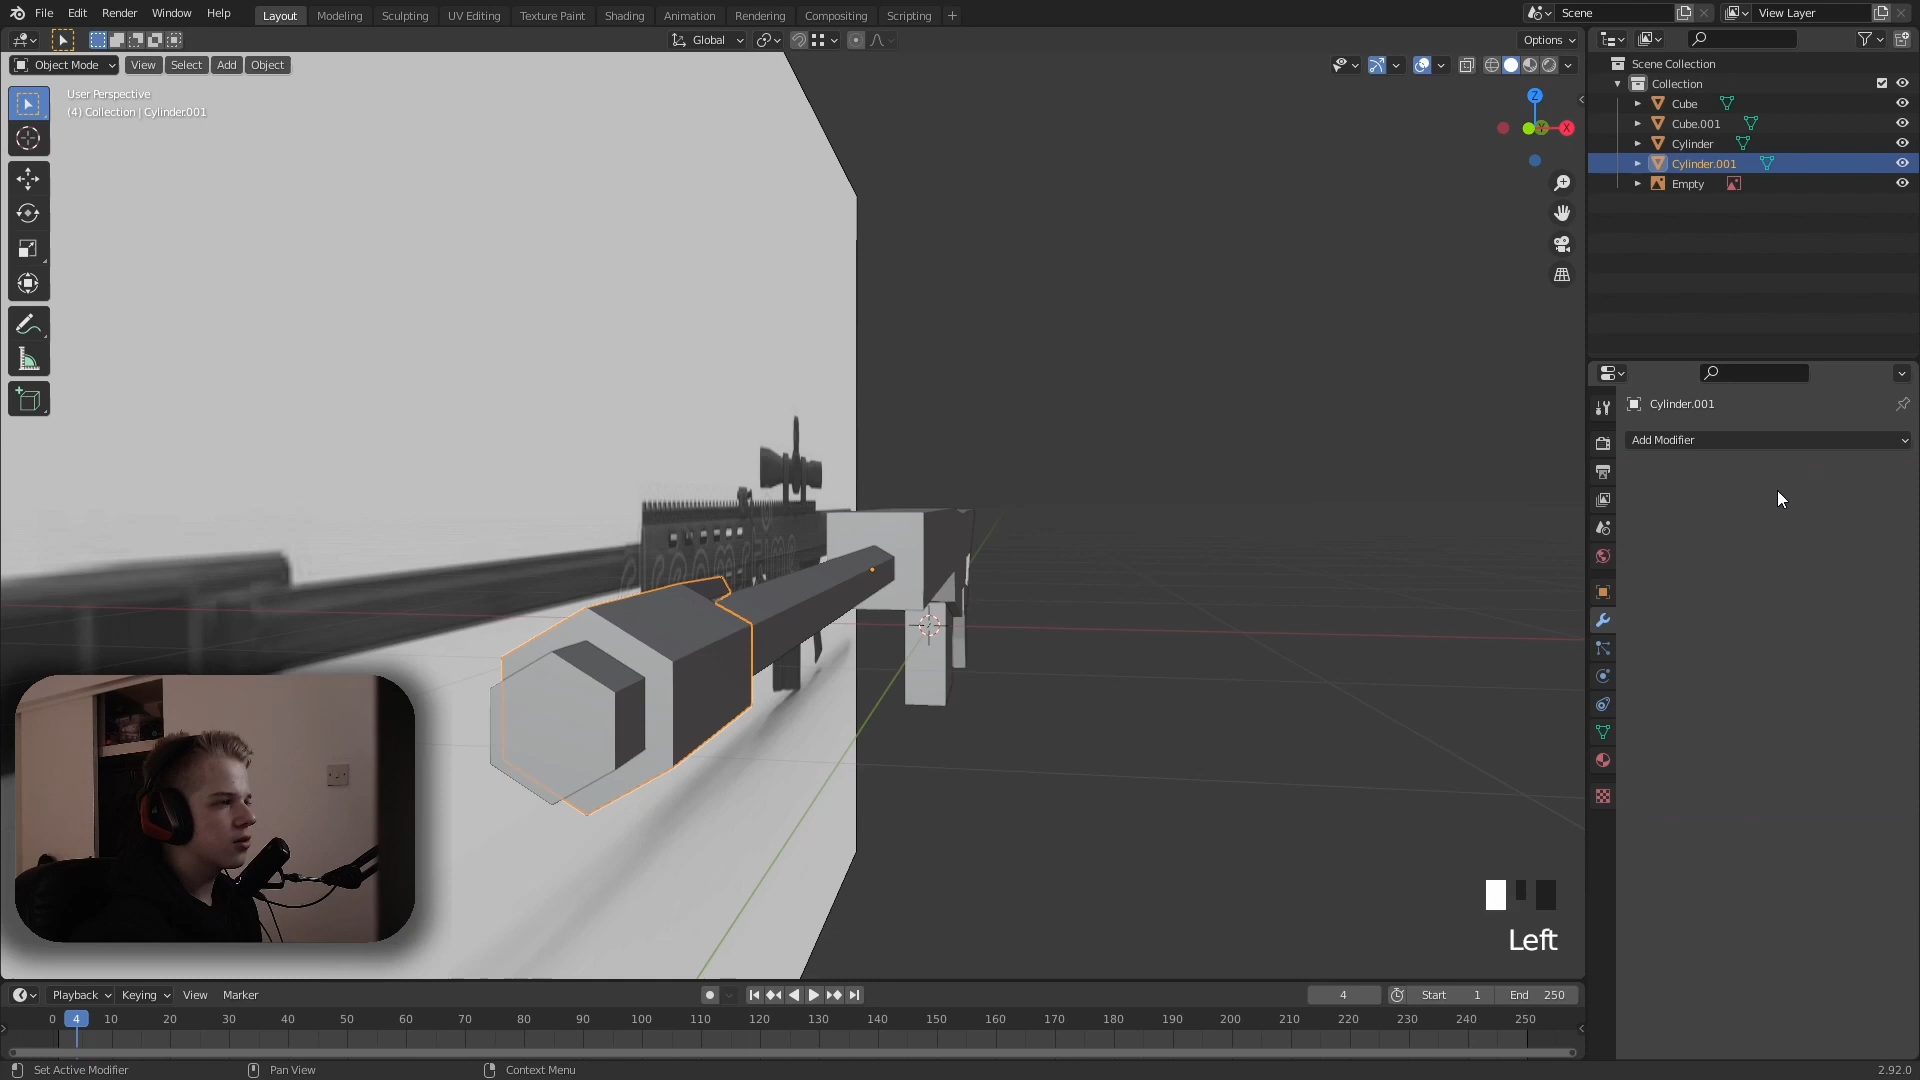 File Edit Render Window Help
Layout Modeling Sculpting UV Editing Texture Paint Shading Animation Rendering Compositing Scripting +
Scene
View Layer
Global
Options
Object Mode View Select Add Object
User Perspective
(4) Collection | Cylinder.001
Z
X
Scene Collection
Collection
Cube
Cube.001
Cylinder
Cylinder.001
Empty
Cylinder.001
Add Modifier
Left
Playback Keying View Marker
4
Start 1
End 250
0 4 10 20 30 40 50 60 70 80 90 100 110 120 130 140 150 160 170 180 190 200 210 220 230 240 250
Set Active Modifier
Pan View
Context Menu
2.92.0